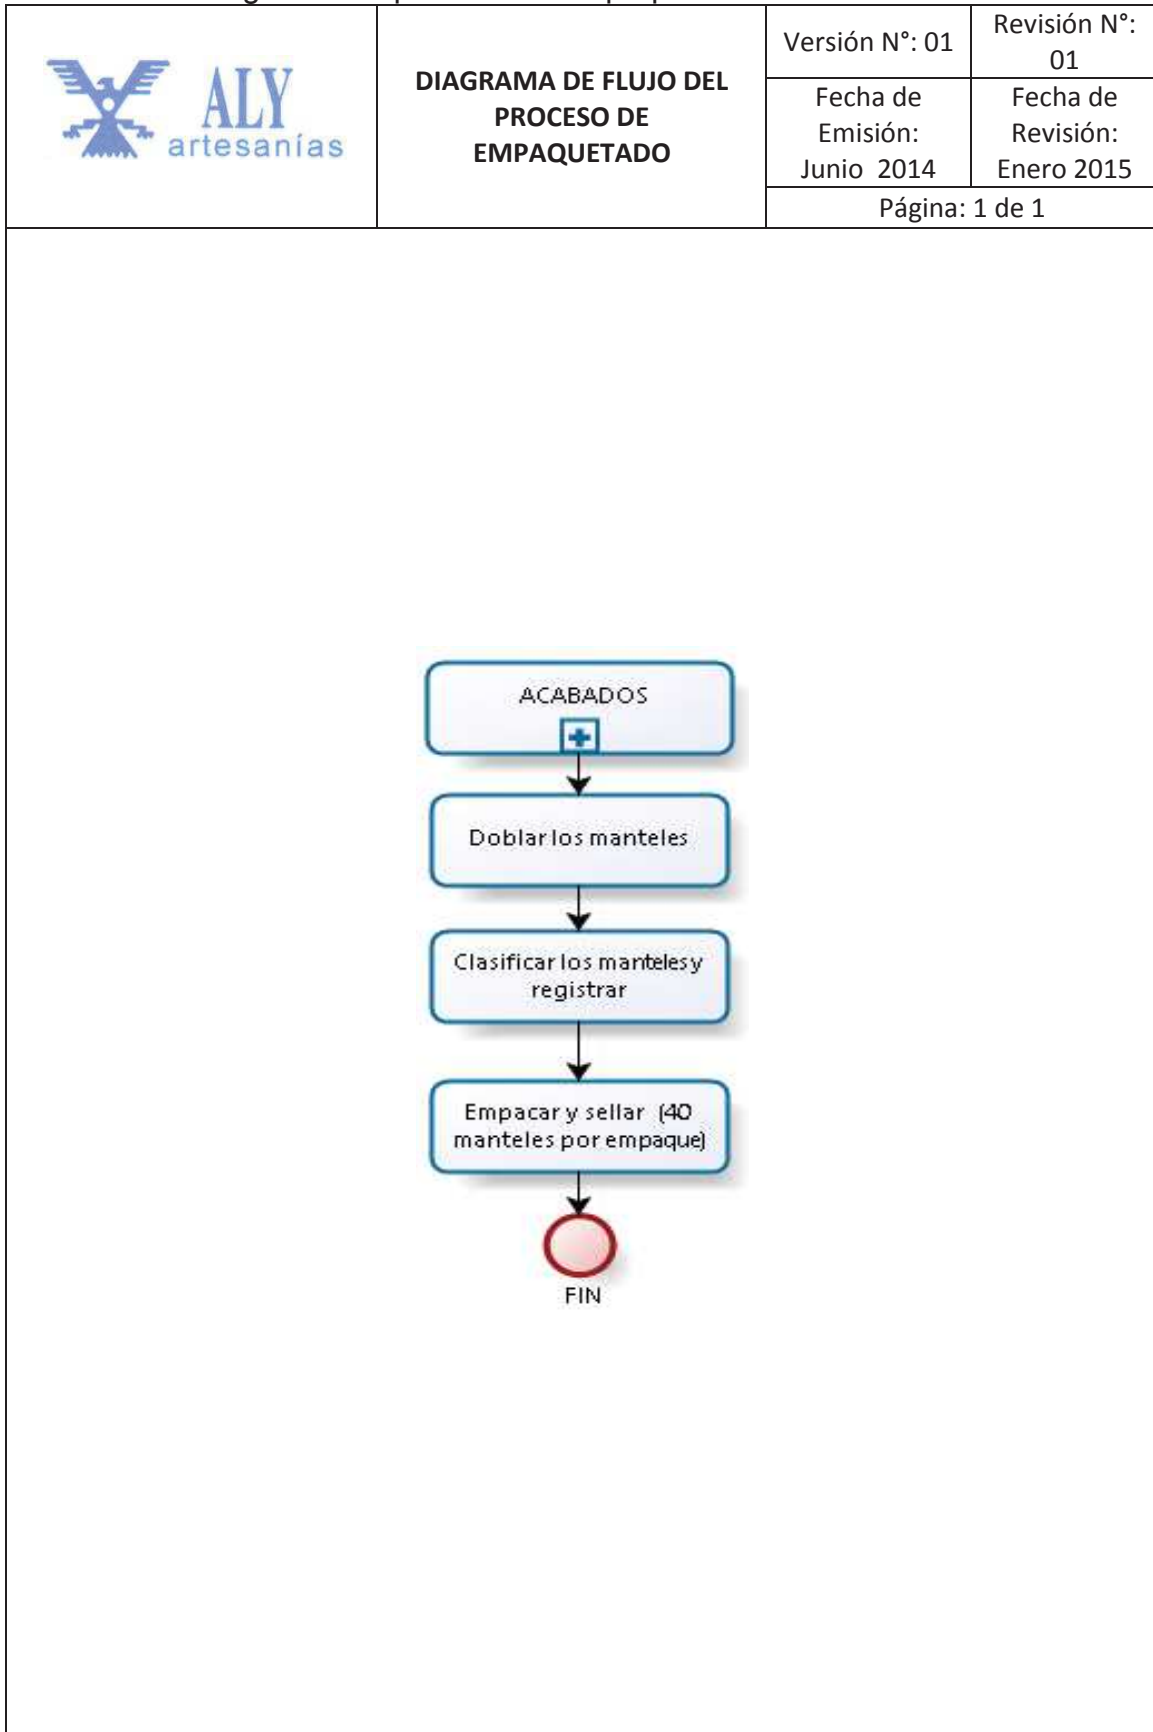 ALY
artesanías
DIAGRAMA DE FLUJO DEL
PROCESO DE
EMPAQUETADO
Versión N°: 01
Revisión N°:
01
Fecha de
Emisión:
Junio 2014
Fecha de
Revisión:
Enero 2015
Página: 1 de 1
ACABADOS
Doblar los manteles
Clasificar los manteles y
registrar
Empacar y sellar (40
manteles por empaque)
FIN